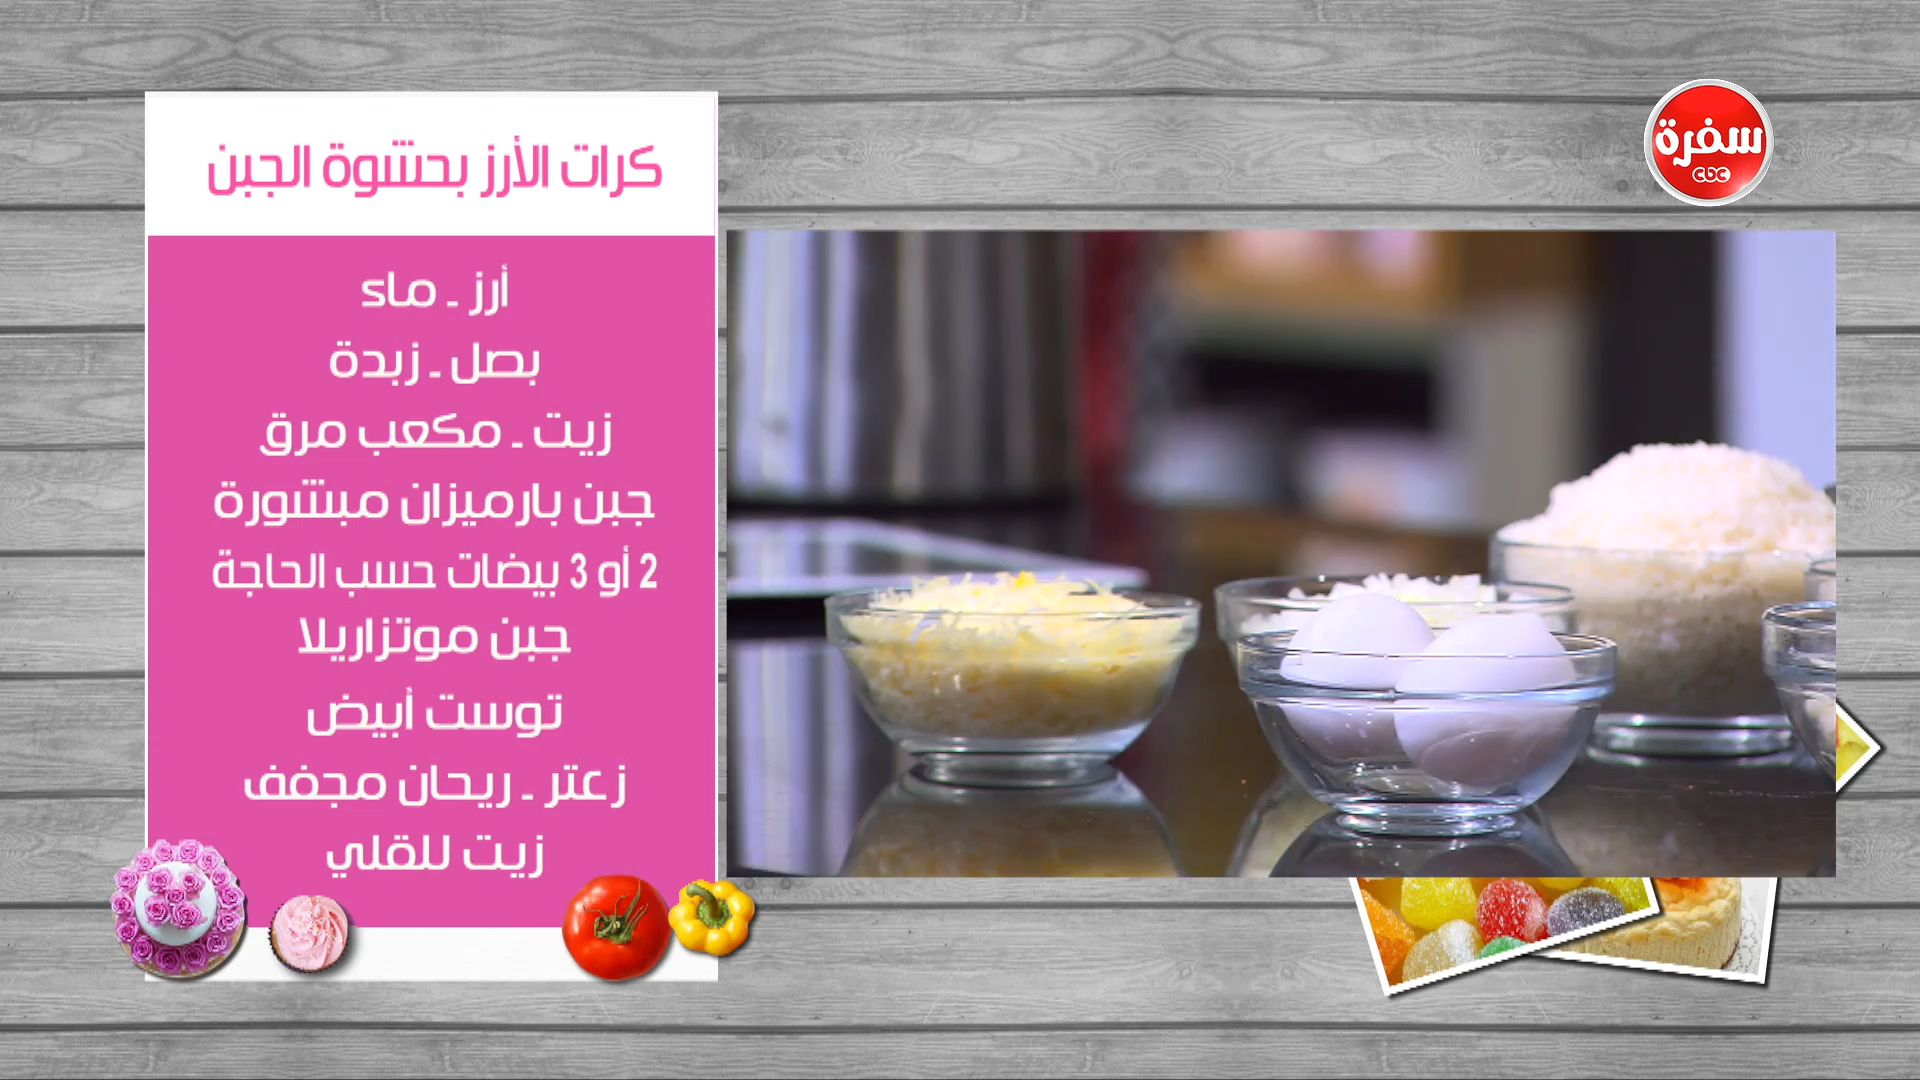 كرات الأرز بحشوة الجبن
أرز ـ ماء
بصل ـ زبدة
زيت ـ مكعب مرق
جبن بارميزان مبشورة
2 أو 3 بيضات حسب الحاجة
جبن موتزاريلا
توست أبيض
زعتر ـ ريحان مجفف
زيت للقلي
سفرة
cbc